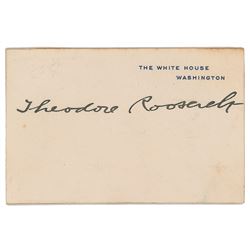 THE WHITE HOUSE
WASHINGTON
Theodore Roosevelt